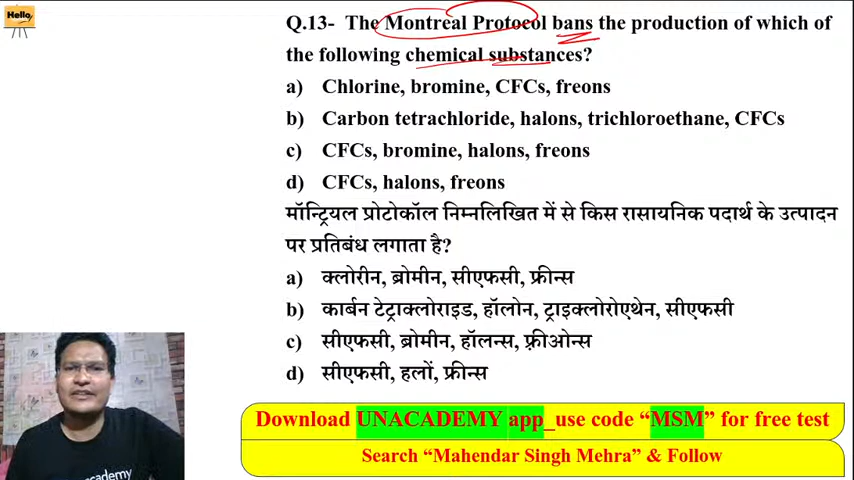 Hello,
Q.13- The Montreal Protocol bans the production of which of
the following chemical substances?
a) Chlorine, bromine, CFCs, freons
b) Carbon tetrachloride, halons, trichloroethane, CFCs
c) CFCs, bromine, halons, freons
d) CFCs, halons, freons
मॉन्ट्रियल प्रोटोकॉल निम्नलिखित में से किस रासायनिक पदार्थ के उत्पादन
पर प्रतिबंध लगाता है?
a) क्लोरीन, ब्रोमीन, सीएफसी, फ्रीन्स
b) कार्बन टेट्राक्लोराइड, हॉलोन, ट्राइक्लोरोएथेन, सीएफसी
c) सीएफसी, ब्रोमीन, हॉलन्स, फ़्रीओन्स
d) सीएफसी, हलों, फ्रीन्स
Download UNACADEMY app_use code “MSM” for free test
Search “Mahendar Singh Mehra” & Follow